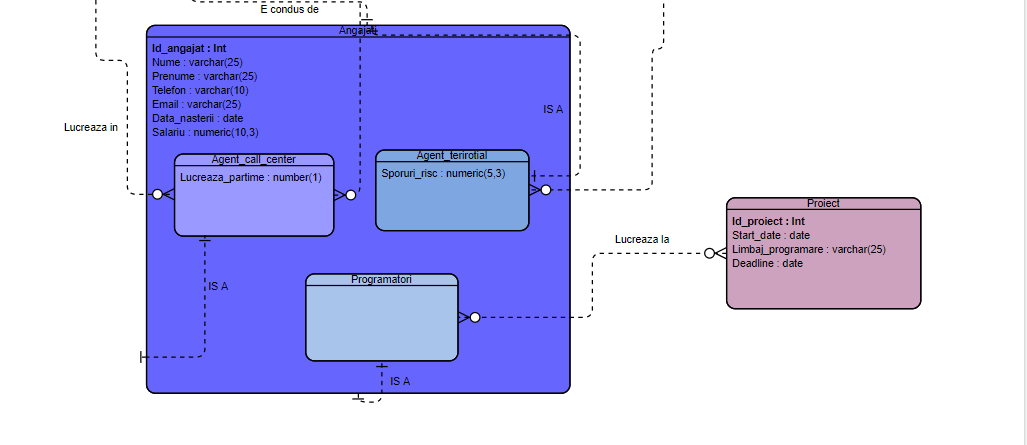 E condus de
Angajati
Id_angajat : Int
Nume : varchar(25)
Prenume : varchar(25)
Telefon : varchar(10)
Email : varchar(25)
Data_nasterii : date
Salariu : numeric(10,3)
IS A
Lucreaza in
Agent_call_center
Lucreaza_partime : number(1)
Agent_terirotial
Sporuri_risc : numeric(5,3)
Proiect
Id_proiect : Int
Start_date : date
Limbaj_programare : varchar(25)
Deadline : date
Lucreaza la
IS A
Programatori
IS A